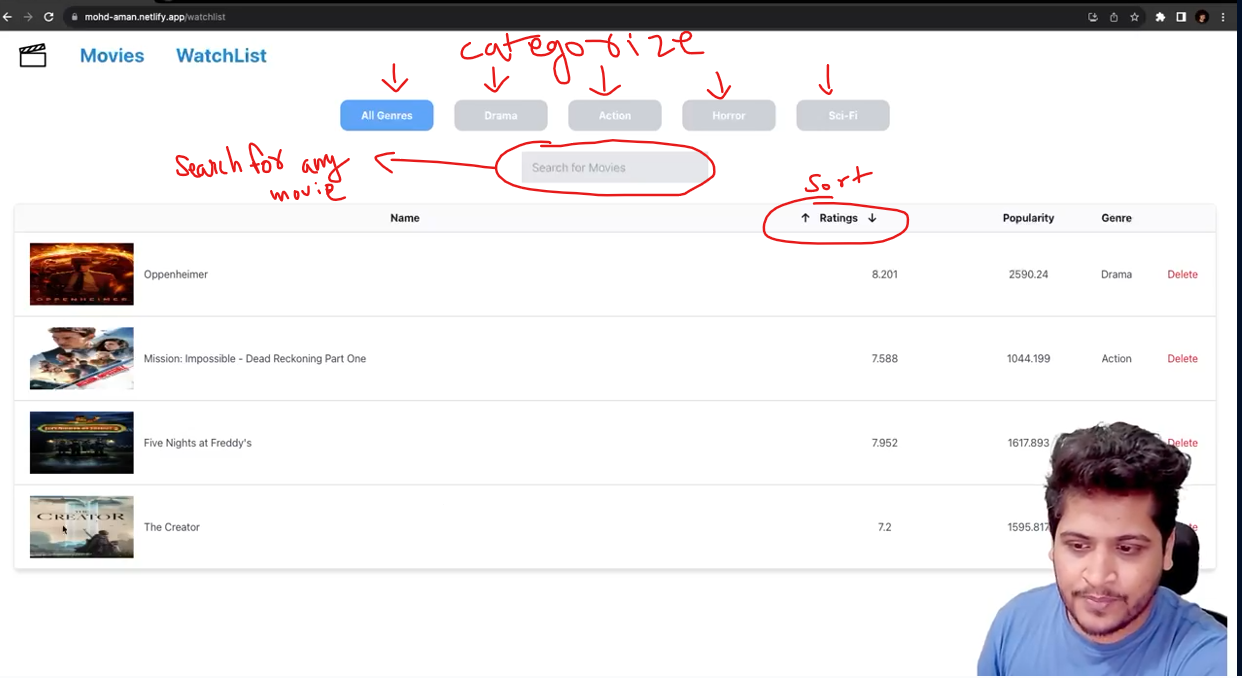 mohd-aman.netlify.app/watchlist
Movies WatchList categorize
All Genres Drama Action Horror Sci-Fi
Search for any movie
Search for Movies
Sort
Name ↑ Ratings ↓ Popularity Genre
OPPENHEIMER
Oppenheimer 8.201 2590.24 Drama Delete
Mission: Impossible - Dead Reckoning Part One 7.588 1044.199 Action Delete
Five Nights at Freddy's 7.952 1617.893 Delete
CREATOR
The Creator 7.2 1595.817